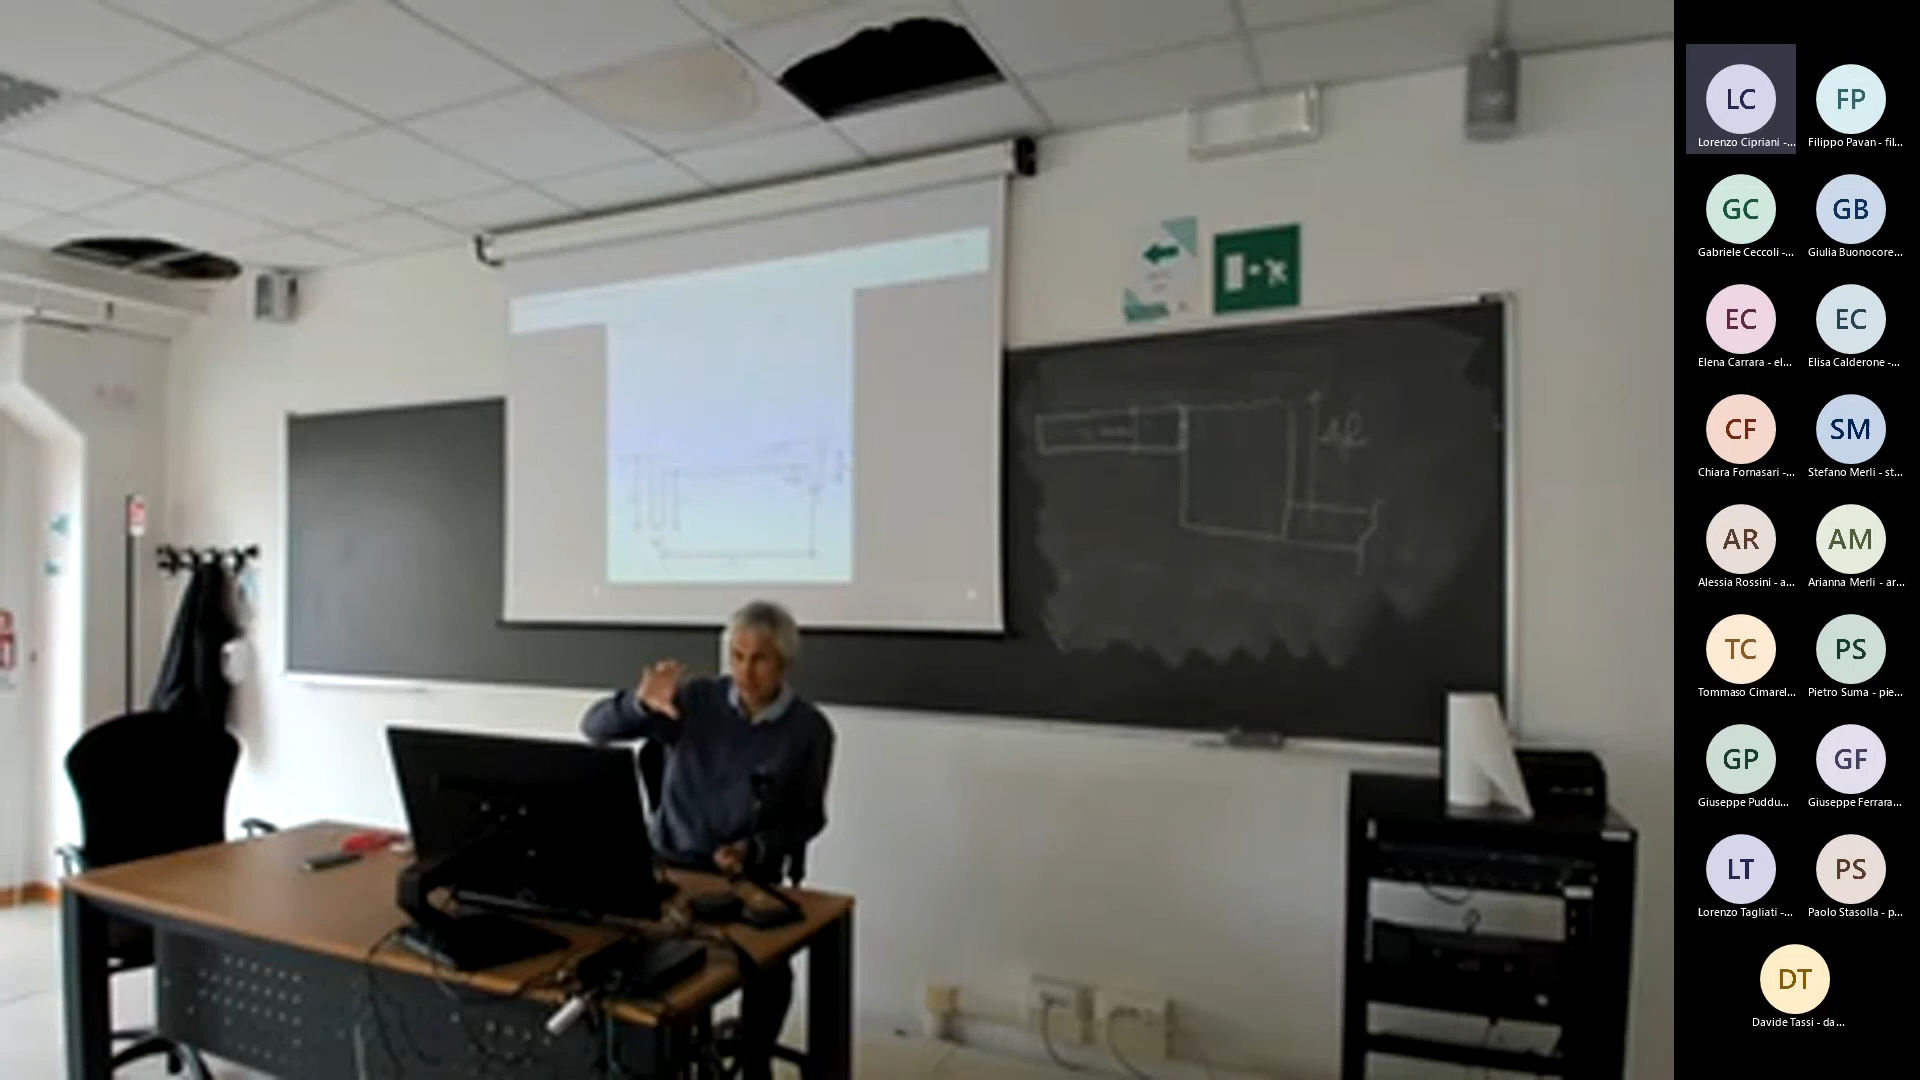 LC
FP
Lorenzo Cipriani -...
Filippo Pavan - fil...
GC
GB
Gabriele Ceccoli -...
Giulia Buonocore...
EC
EC
Elena Carrara - el...
Elisa Calderone -...
CF
SM
Chiara Fornasari -...
Stefano Merli - st...
AR
AM
Alessia Rossini - a...
Arianna Merli - ar...
TC
PS
Tommaso Cimarel...
Pietro Suma - pie...
GP
GF
Giuseppe Puddu...
Giuseppe Ferrara...
LT
PS
Lorenzo Tagliati -...
Paolo Stasolla - p...
DT
Davide Tassi - da...